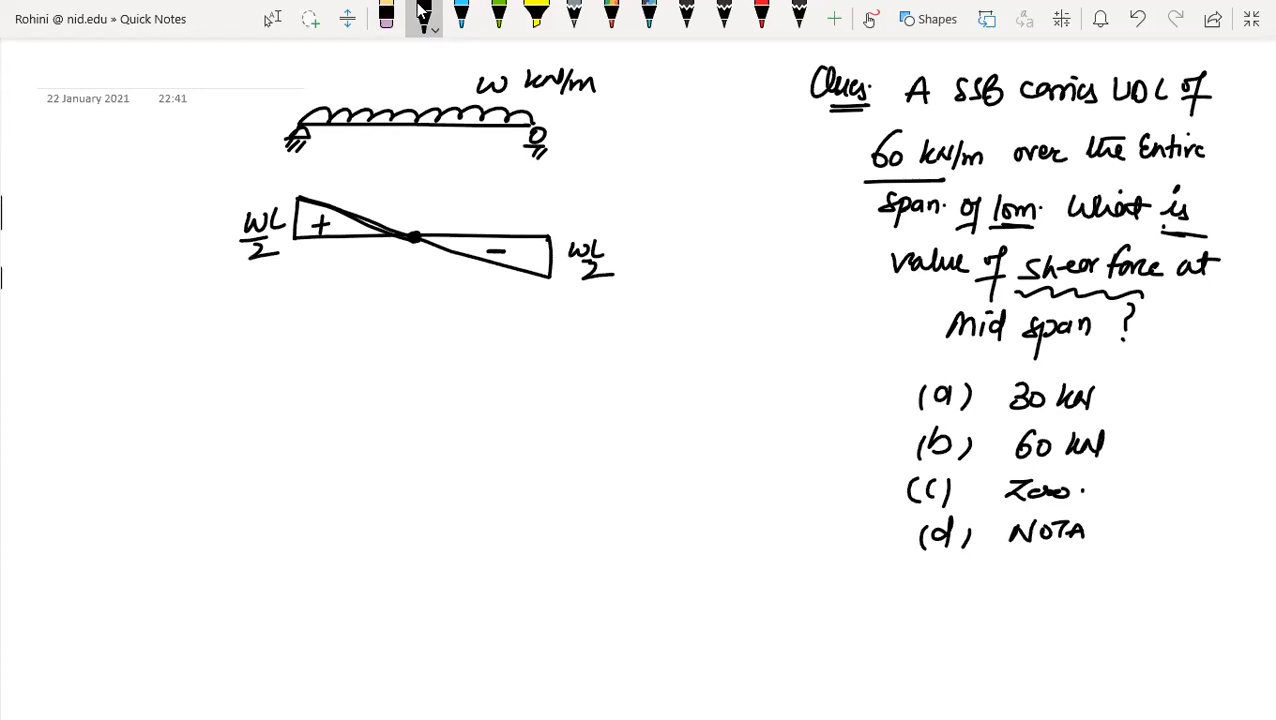 Rohini @ nid.edu » Quick Notes
Shapes
22 January 2021 22:41
w kN/m
WL/2
+
-
WL/2
Ques: A SSB carries UDL of
60 kN/m over the Entire
span of 10m. What is
value of shear force at
Mid span ?
(a) 30 kN
(b) 60 kN
(c) Zero.
(d) NOTA